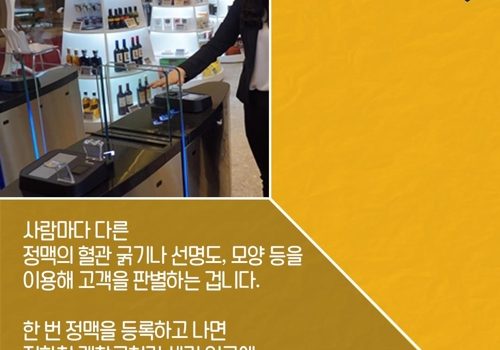 사람마다 다른
정맥의 혈관 굵기나 선명도, 모양 등을
이용해 고객을 판별하는 겁니다.
한 번 정맥을 등록하고 나면